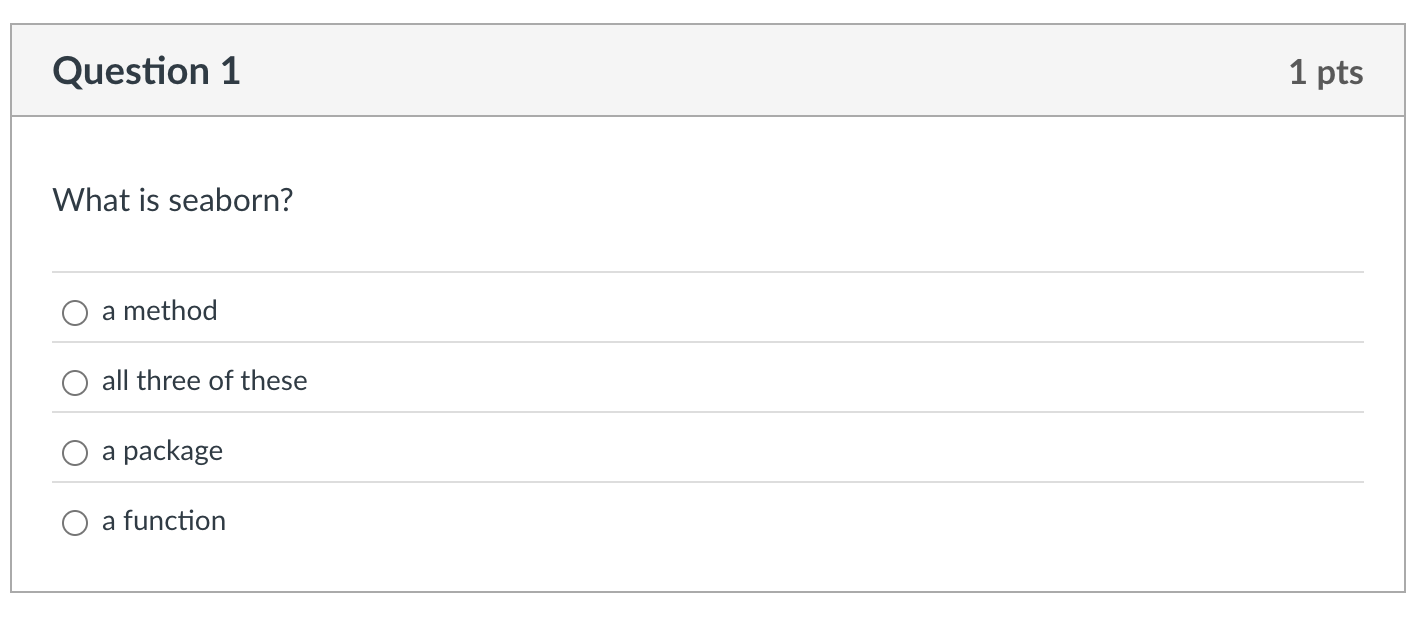 Question 1
1 pts
What is seaborn?
a method
all three of these
a package
a function